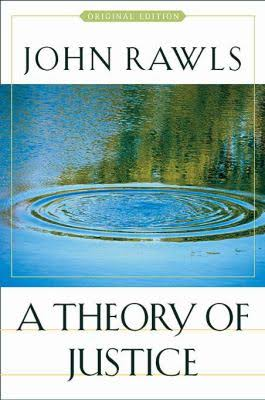 ORIGINAL EDITION
JOHN RAWLS
A THEORY OF
JUSTICE